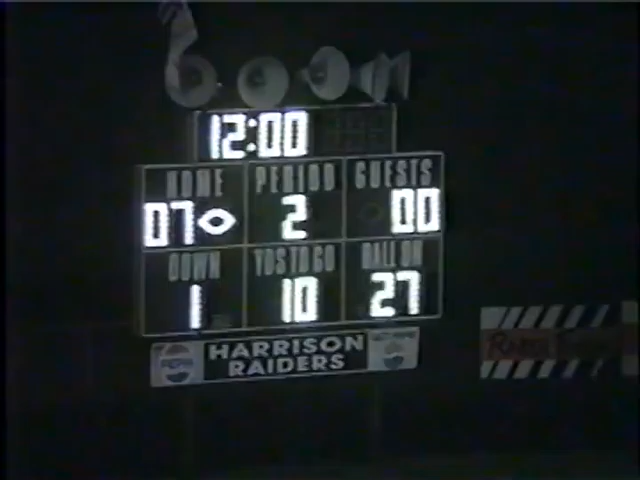 12:00
HOME PERIOD GUESTS
07 2 00
DOWN YDS TO GO BALL ON
1 10 27
PEPSI HARRISON
RAIDERS